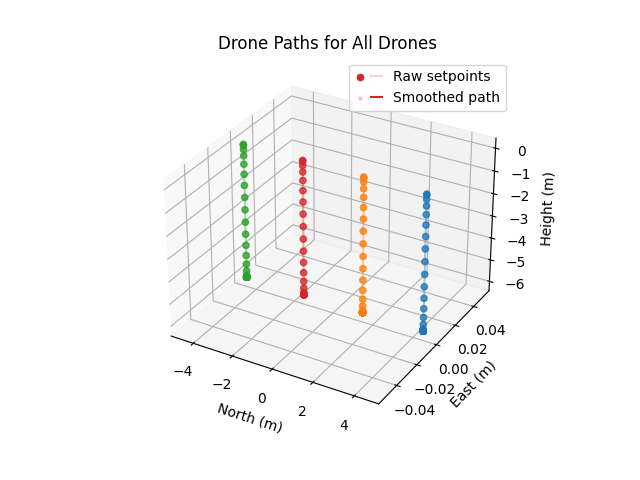 Drone Paths for All Drones
Raw setpoints
Smoothed path
0
−1
−2
−3
−4
−5
−6
Height (m)
0.04
0.02
0.00
−0.02
−0.04
East (m)
−4
−2
0
2
4
North (m)